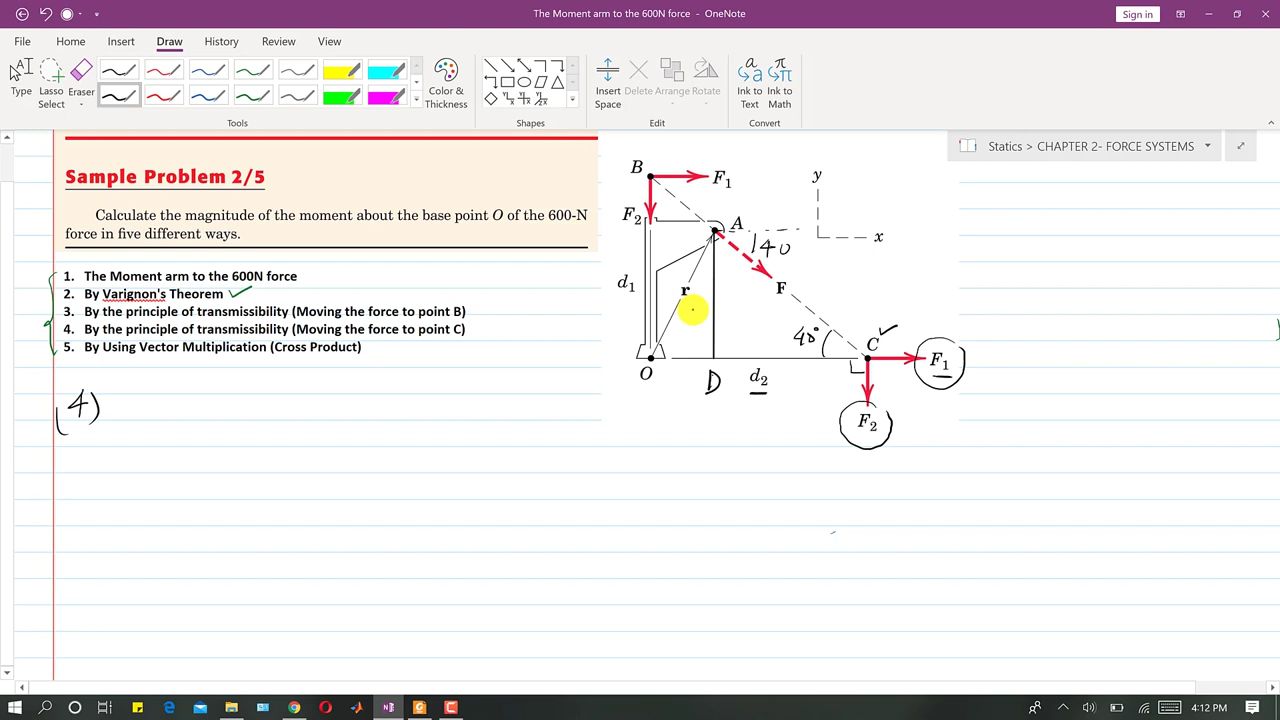 The Moment arm to the 600N force - OneNote
Sign in
File Home Insert Draw History Review View
Type
Lasso Select
Eraser
Color & Thickness
Insert Space
Delete
Arrange
Rotate
Ink to Text
Ink to Math
Tools
Shapes
Edit
Convert
Statics > CHAPTER 2- FORCE SYSTEMS
Sample Problem 2/5
Calculate the magnitude of the moment about the base point O of the 600-N
force in five different ways.
1. The Moment arm to the 600N force
2. By Varignon's Theorem
3. By the principle of transmissibility (Moving the force to point B)
4. By the principle of transmissibility (Moving the force to point C)
5. By Using Vector Multiplication (Cross Product)
(4)
B
F₁
y
F₂
A
x
40
d₁
r
F
40°
C
F₁
O
D
d₂
F₂
4:12 PM